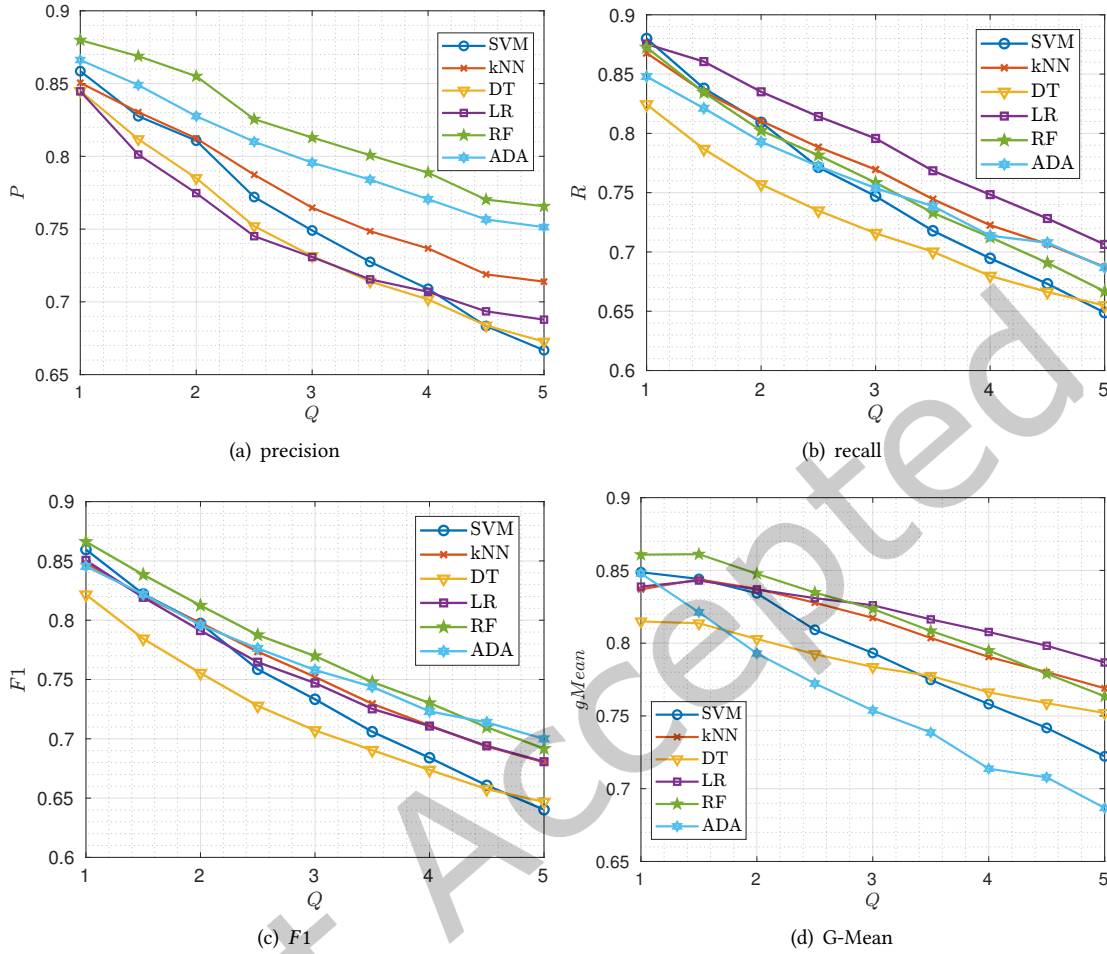 0.9
0.85
0.8
0.75
0.7
0.65
P
1 2 3 4 5
Q
SVM
kNN
DT
LR
RF
ADA
(a) precision
0.9
0.85
0.8
0.75
0.7
0.65
0.6
R
1 2 3 4 5
Q
SVM
kNN
DT
LR
RF
ADA
(b) recall
0.9
0.85
0.8
0.75
0.7
0.65
0.6
F1
1 2 3 4 5
Q
SVM
kNN
DT
LR
RF
ADA
(c) F1
0.9
0.85
0.8
0.75
0.7
0.65
gMean
1 2 3 4 5
Q
SVM
kNN
DT
LR
RF
ADA
(d) G-Mean
t Accepted